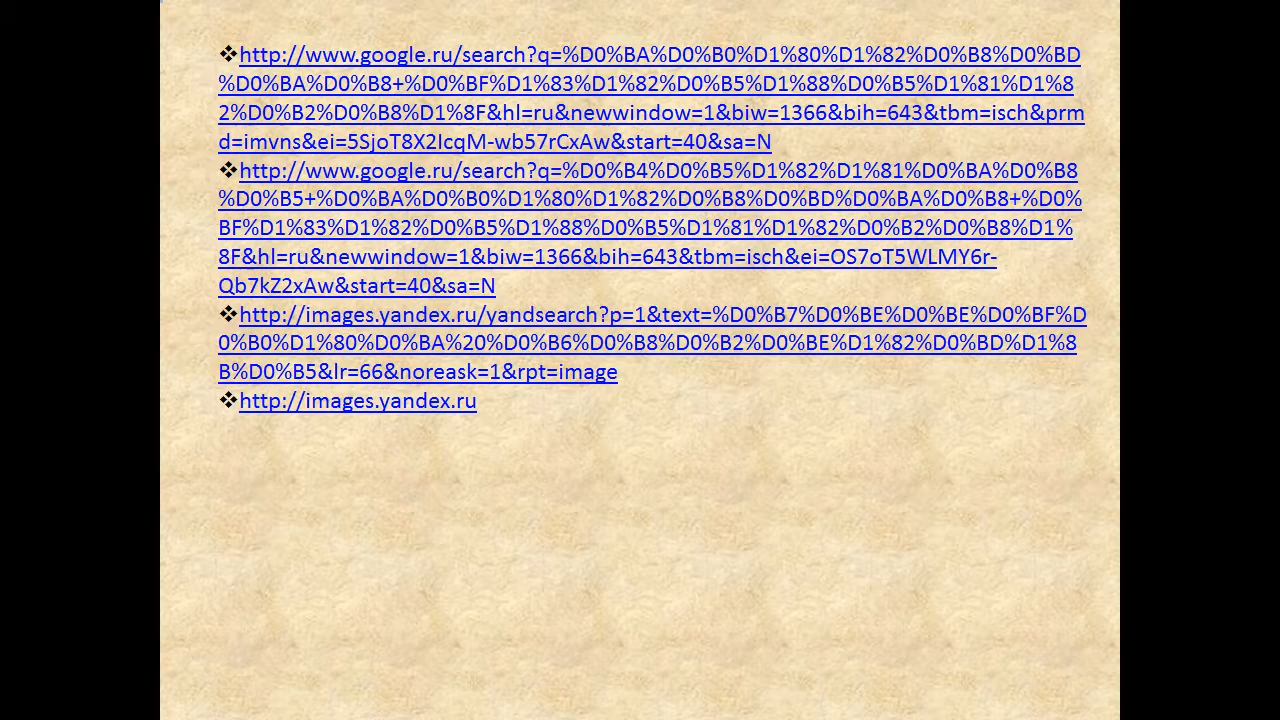 ❖http://www.google.ru/search?q=%D0%BA%D0%B0%D1%80%D1%82%D0%B8%D0%BD
%D0%BA%D0%B8+%D0%BF%D1%83%D1%82%D0%B5%D1%88%D0%B5%D1%81%D1%8
2%D0%B2%D0%B8%D1%8F&hl=ru&newwindow=1&biw=1366&bih=643&tbm=isch&prm
d=imvns&ei=5SjoT8X2IcqM-wb57rCxAw&start=40&sa=N
❖http://www.google.ru/search?q=%D0%B4%D0%B5%D1%82%D1%81%D0%BA%D0%B8
%D0%B5+%D0%BA%D0%B0%D1%80%D1%82%D0%B8%D0%BD%D0%BA%D0%B8+%D0%
BF%D1%83%D1%82%D0%B5%D1%88%D0%B5%D1%81%D1%82%D0%B2%D0%B8%D1%
8F&hl=ru&newwindow=1&biw=1366&bih=643&tbm=isch&ei=OS7oT5WLMY6r-
Qb7kZ2xAw&start=40&sa=N
❖http://images.yandex.ru/yandsearch?p=1&text=%D0%B7%D0%BE%D0%BE%D0%BF%D
0%B0%D1%80%D0%BA%20%D0%B6%D0%B8%D0%B2%D0%BE%D1%82%D0%BD%D1%8
B%D0%B5&lr=66&noreask=1&rpt=image
❖http://images.yandex.ru